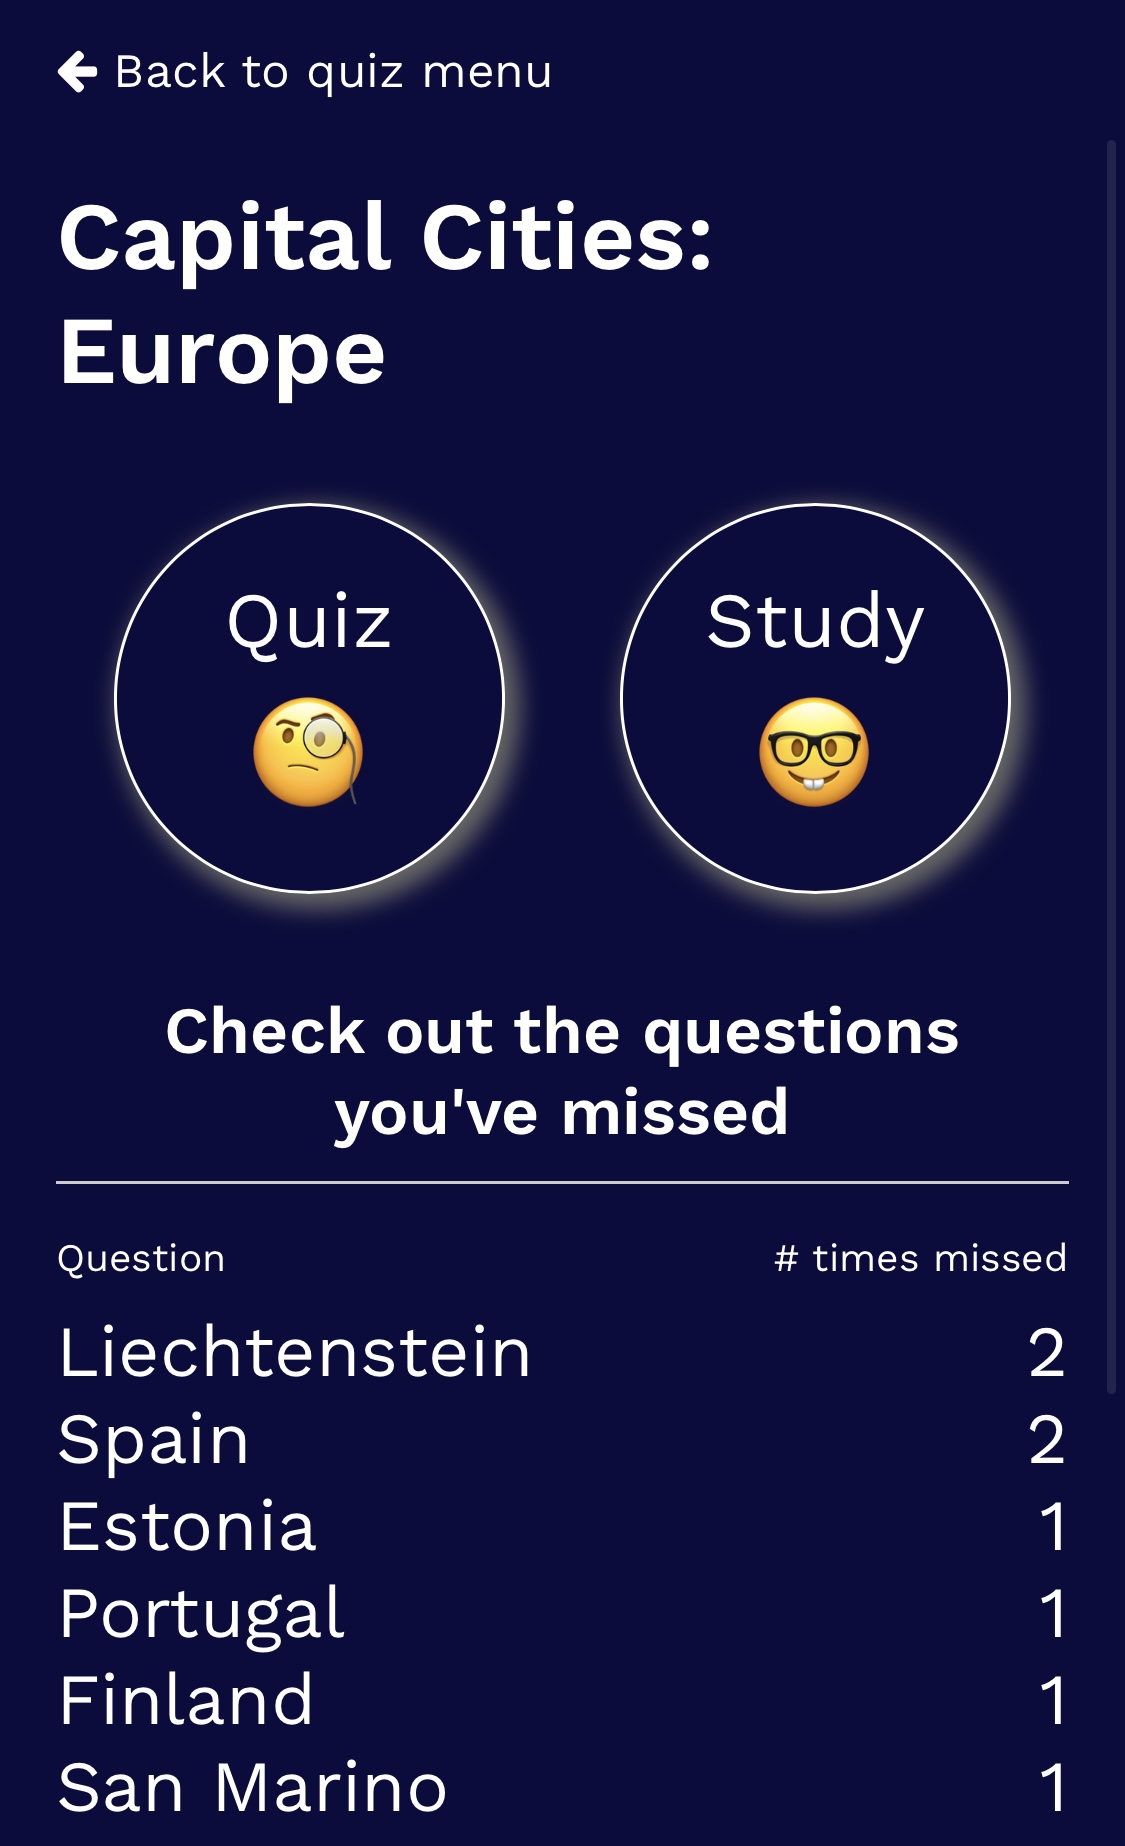 Back to quiz menu
Capital Cities:
Europe
Quiz
Study
Check out the questions
you've missed
Question # times missed
Liechtenstein 2
Spain 2
Estonia 1
Portugal 1
Finland 1
San Marino 1